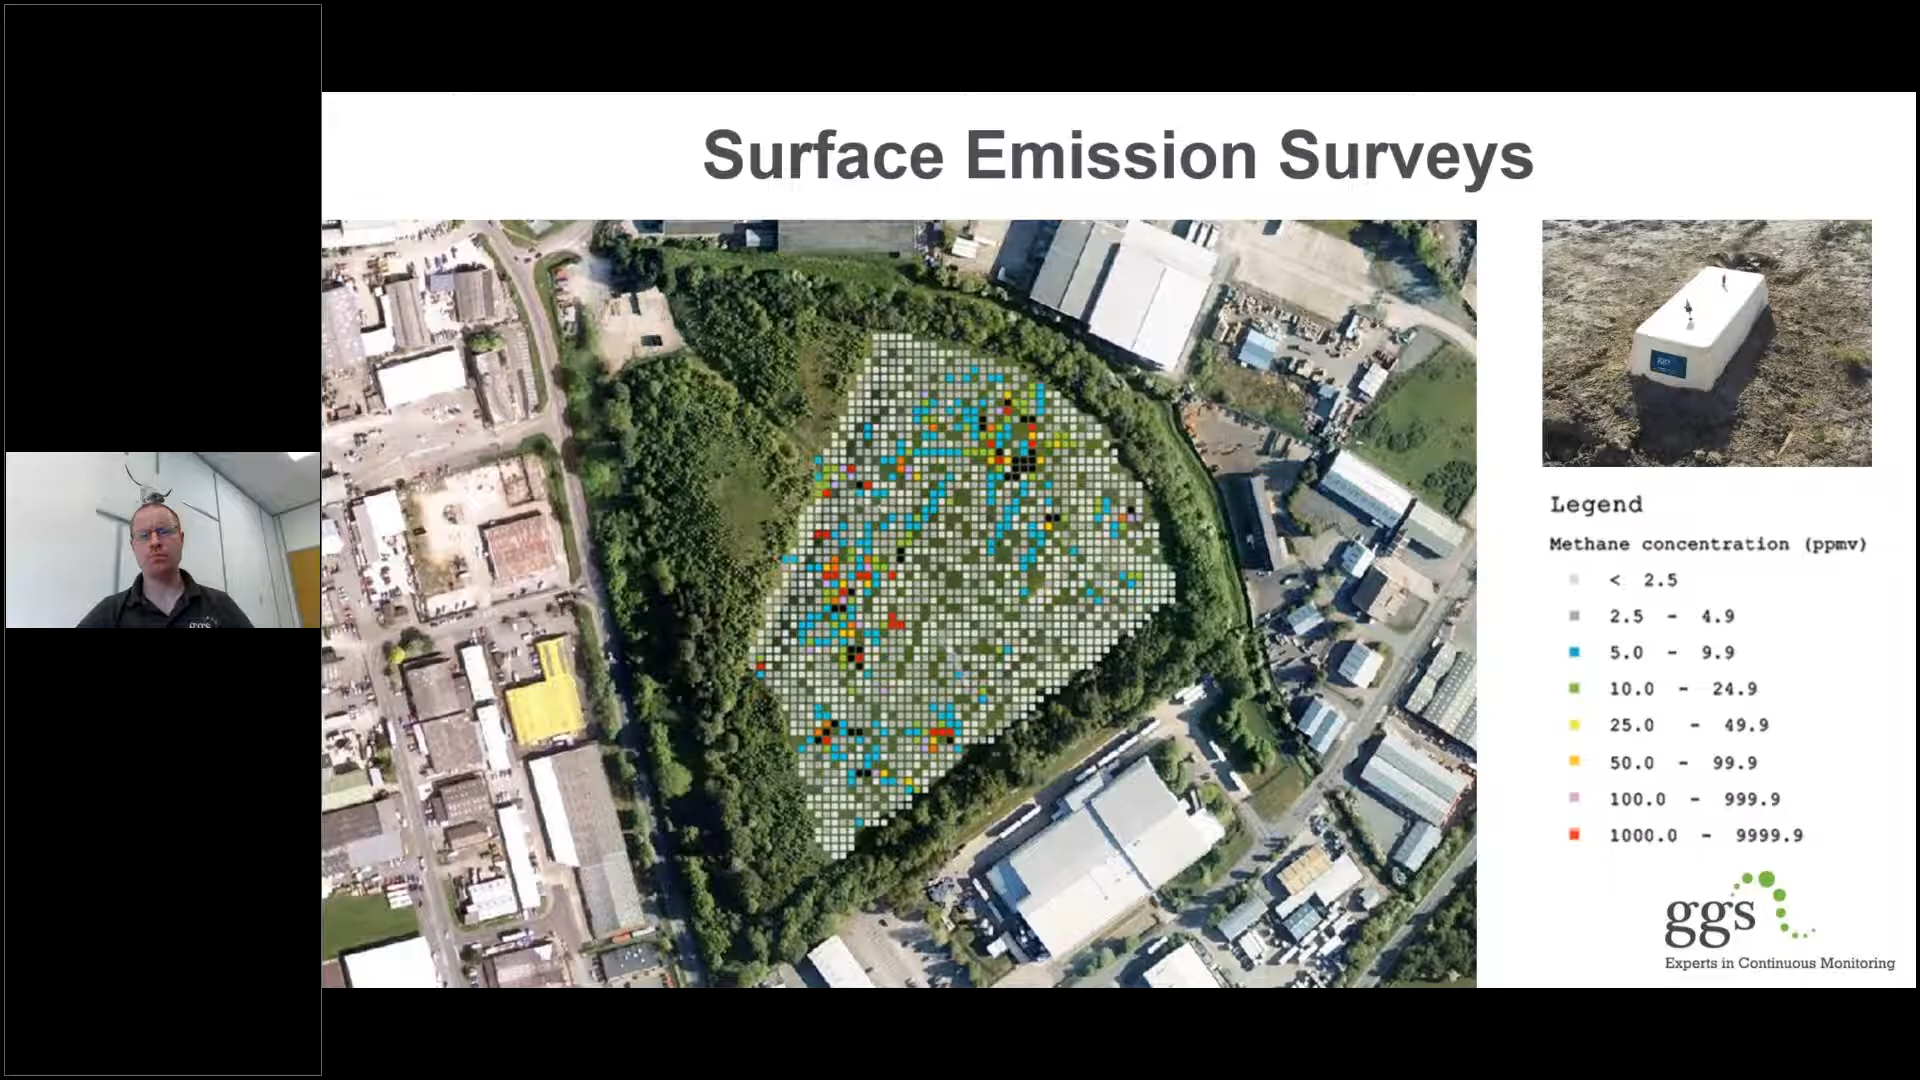 Surface Emission Surveys
ggs
Legend
Methane concentration (ppmv)
< 2.5
2.5 - 4.9
5.0 - 9.9
10.0 - 24.9
25.0 - 49.9
50.0 - 99.9
100.0 - 999.9
1000.0 - 9999.9
ggs
Experts in Continuous Monitoring
ggs